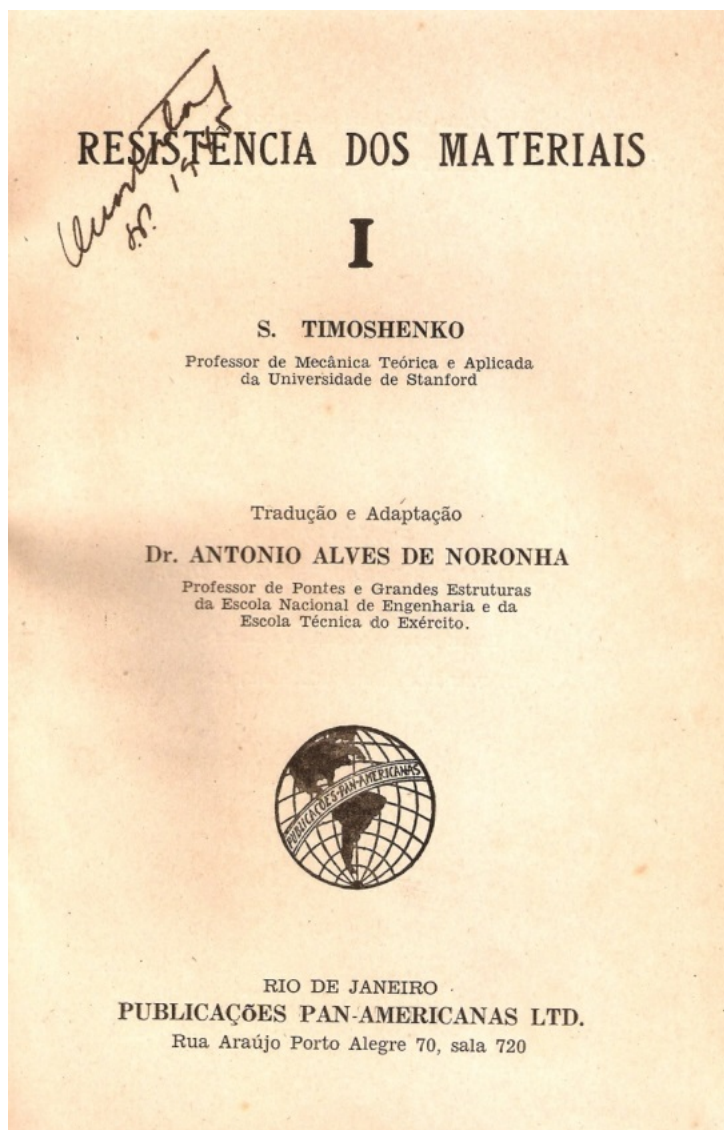 S.P. 1945
RESISTENCIA DOS MATERIAIS
I
S. TIMOSHENKO
Professor de Mecânica Teórica e Aplicada
da Universidade de Stanford
Tradução e Adaptação
Dr. ANTONIO ALVES DE NORONHA
Professor de Pontes e Grandes Estruturas
da Escola Nacional de Engenharia e da
Escola Técnica do Exército.
PUBLICAÇÕES-PAN-AMERICANAS
RIO DE JANEIRO
PUBLICAÇÕES PAN-AMERICANAS LTD.
Rua Araújo Porto Alegre 70, sala 720